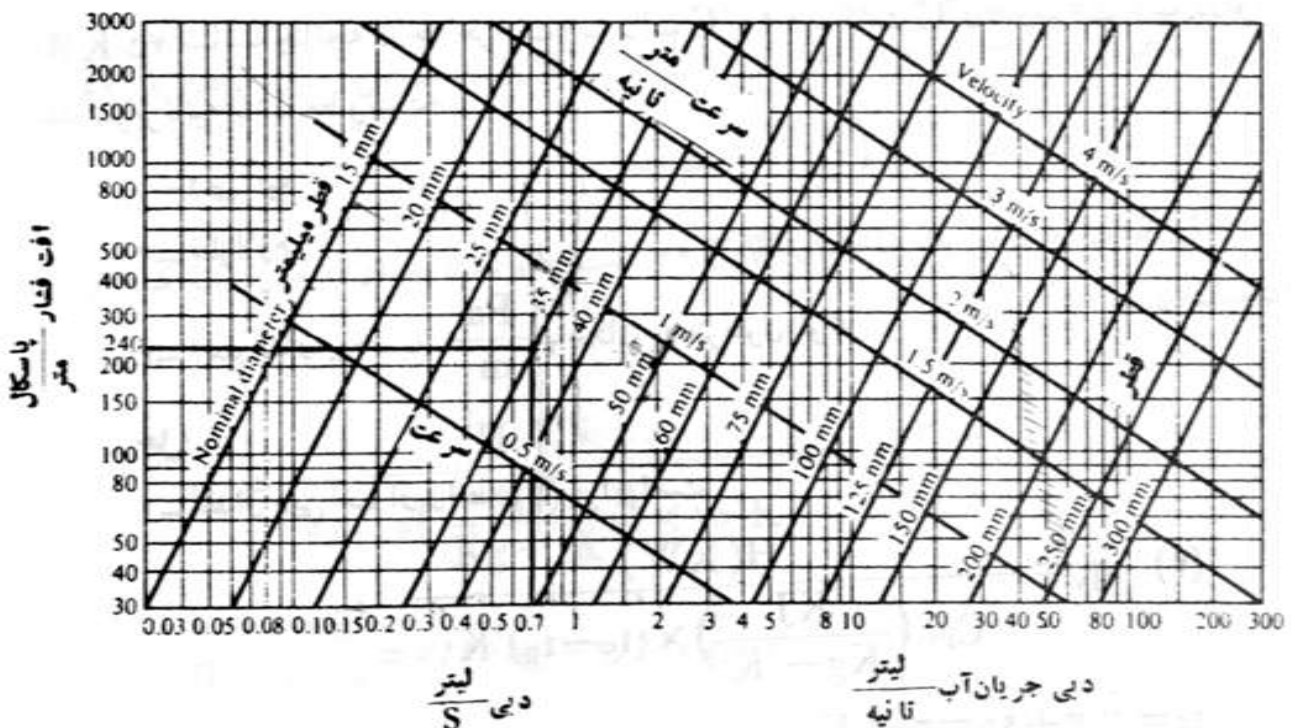 3000
2000
1500
1000
800
500
400
300
240
200
150
100
80
50
40
30
افت فشار
پاسکال
متر
Nominal diameter,
قطر میلیمتر
15 mm
20 mm
25 mm
35 mm
40 mm
50 mm
60 mm
75 mm
100 mm
125 mm
150 mm
200 mm
250 mm
300 mm
سرعت
متر
ثانیه
Velocity
4 m/s
3 m/s
2 m/s
1.5 m/s
1 m/s
0.5 m/s
0.03 0.05 0.08 0.10 0.15 0.2 0.3 0.4 0.5 0.7 1 2 3 4 5 8 10 20 30 40 50 80 100 200 300
دبی لیتر
S
دبی جریان آب لیتر
ثانیه